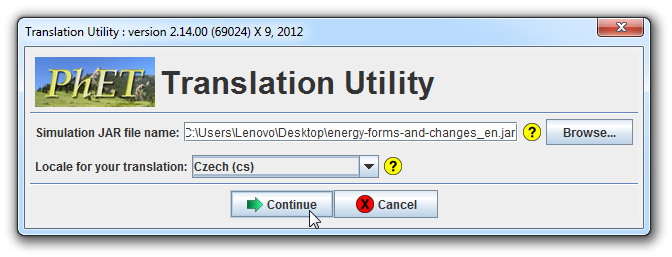 Translation Utility : version 2.14.00 (69024) X 9, 2012
PhET Translation Utility
Simulation JAR file name: C:\Users\Lenovo\Desktop\energy-forms-and-changes_en.jar ? Browse...
Locale for your translation: Czech (cs) ?
Continue X Cancel